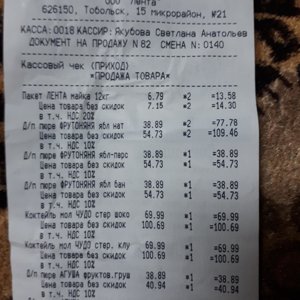 ООО "Лента"
626150, Тобольск, 15 микрорайон, №21
КАССА:0018 КАССИР:Якубова Светлана Анатольев
ДОКУМЕНТ НА ПРОДАЖУ N 82 СМЕНА N: 0140
Кассовый чек (ПРИХОД)
*ПРОДАЖА ТОВАРА*
Пакет ЛЕНТА майка 12кг 6.79 *2 =13.58
Цена товара без скидок 7.15 *2 =14.30
в т.ч. НДС 20%
Д/п пюре ФРУТОНЯНЯ ябл нат 38.89 *2 =77.78
Цена товара без скидок 54.73 *2 =109.46
в т.ч. НДС 10%
Д/п пюре ФРУТОНЯНЯ ябл-перс 38.89 *1 =38.89
Цена товара без скидок 54.73 *1 =54.73
в т.ч. НДС 10%
Д/п пюре ФРУТОНЯНЯ ябл бан 38.89 *1 =38.89
Цена товара без скидок 54.73 *1 =54.73
в т.ч. НДС 10%
Коктейль мол ЧУДО стер шоко 69.99 *1 =69.99
Цена товара без скидок 100.69 *1 =100.69
в т.ч. НДС 10%
Коктейль мол ЧУДО стер. клу 69.99 *1 =69.99
Цена товара без скидок 100.69 *1 =100.69
в т.ч. НДС 10%
Д/п пюре АГУША фруктов.груш 38.89 *1 =38.89
Цена товара без скидок 40.94 *1 =40.94
в т.ч. НДС 10%